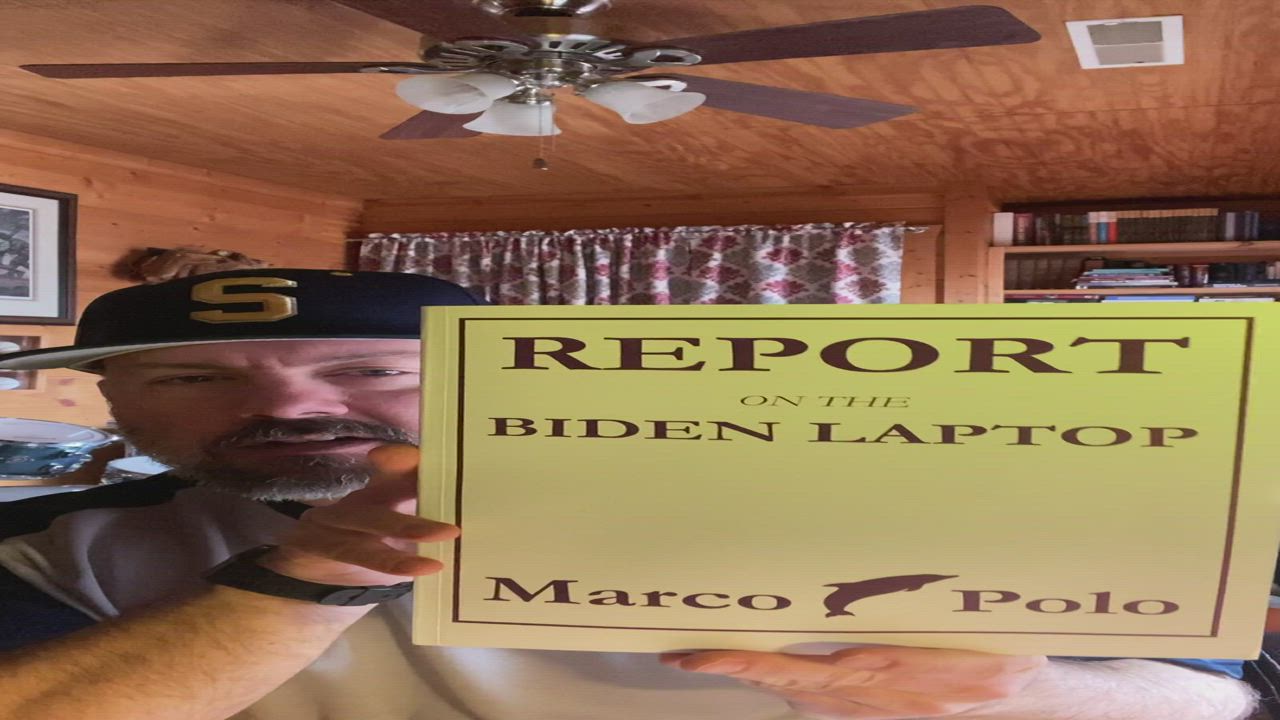 S
REPORT
ON THE
BIDEN LAPTOP
Marco Polo